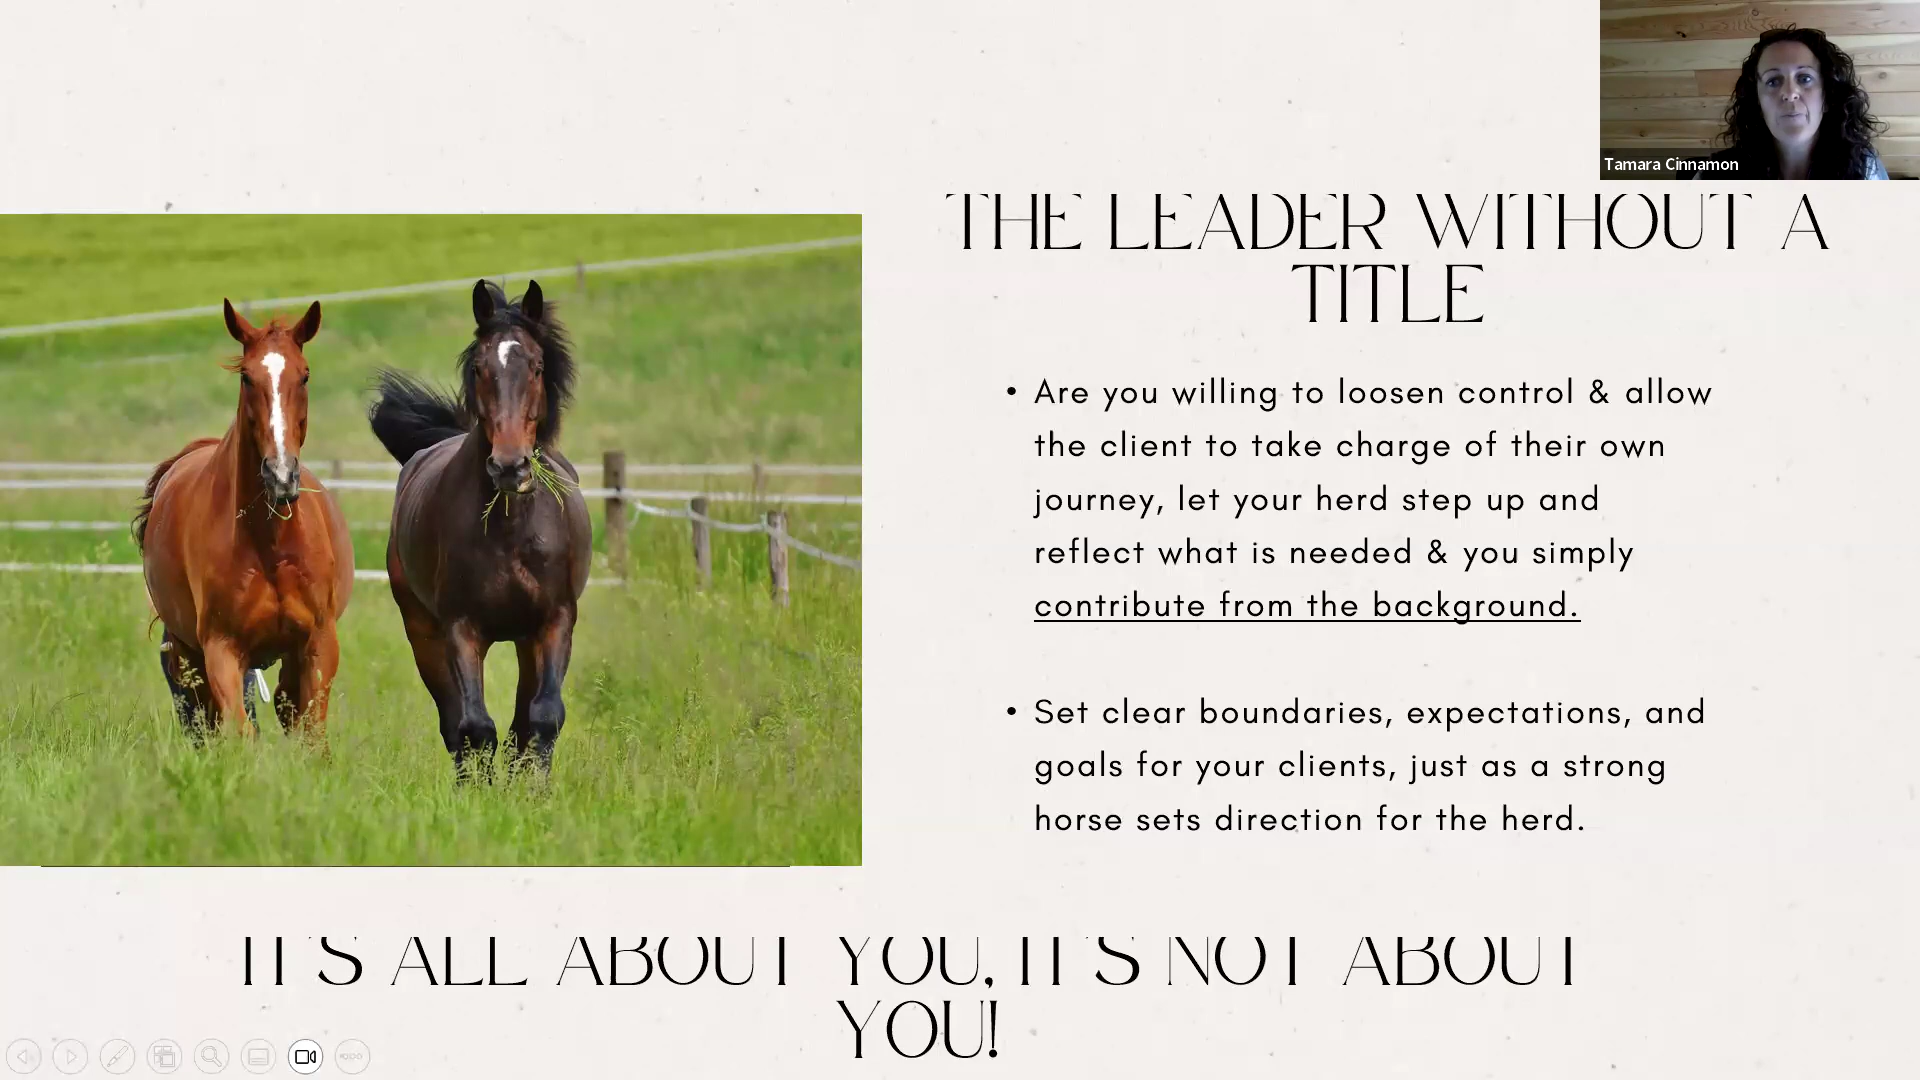 Tamara Cinnamon
THE LEADER WITHOUT A
TITLE
• Are you willing to loosen control & allow
the client to take charge of their own
journey, let your herd step up and
reflect what is needed & you simply
contribute from the background.
• Set clear boundaries, expectations, and
goals for your clients, just as a strong
horse sets direction for the herd.
IT'S ALL ABOUT YOU, IT'S NOT ABOUT
YOU!